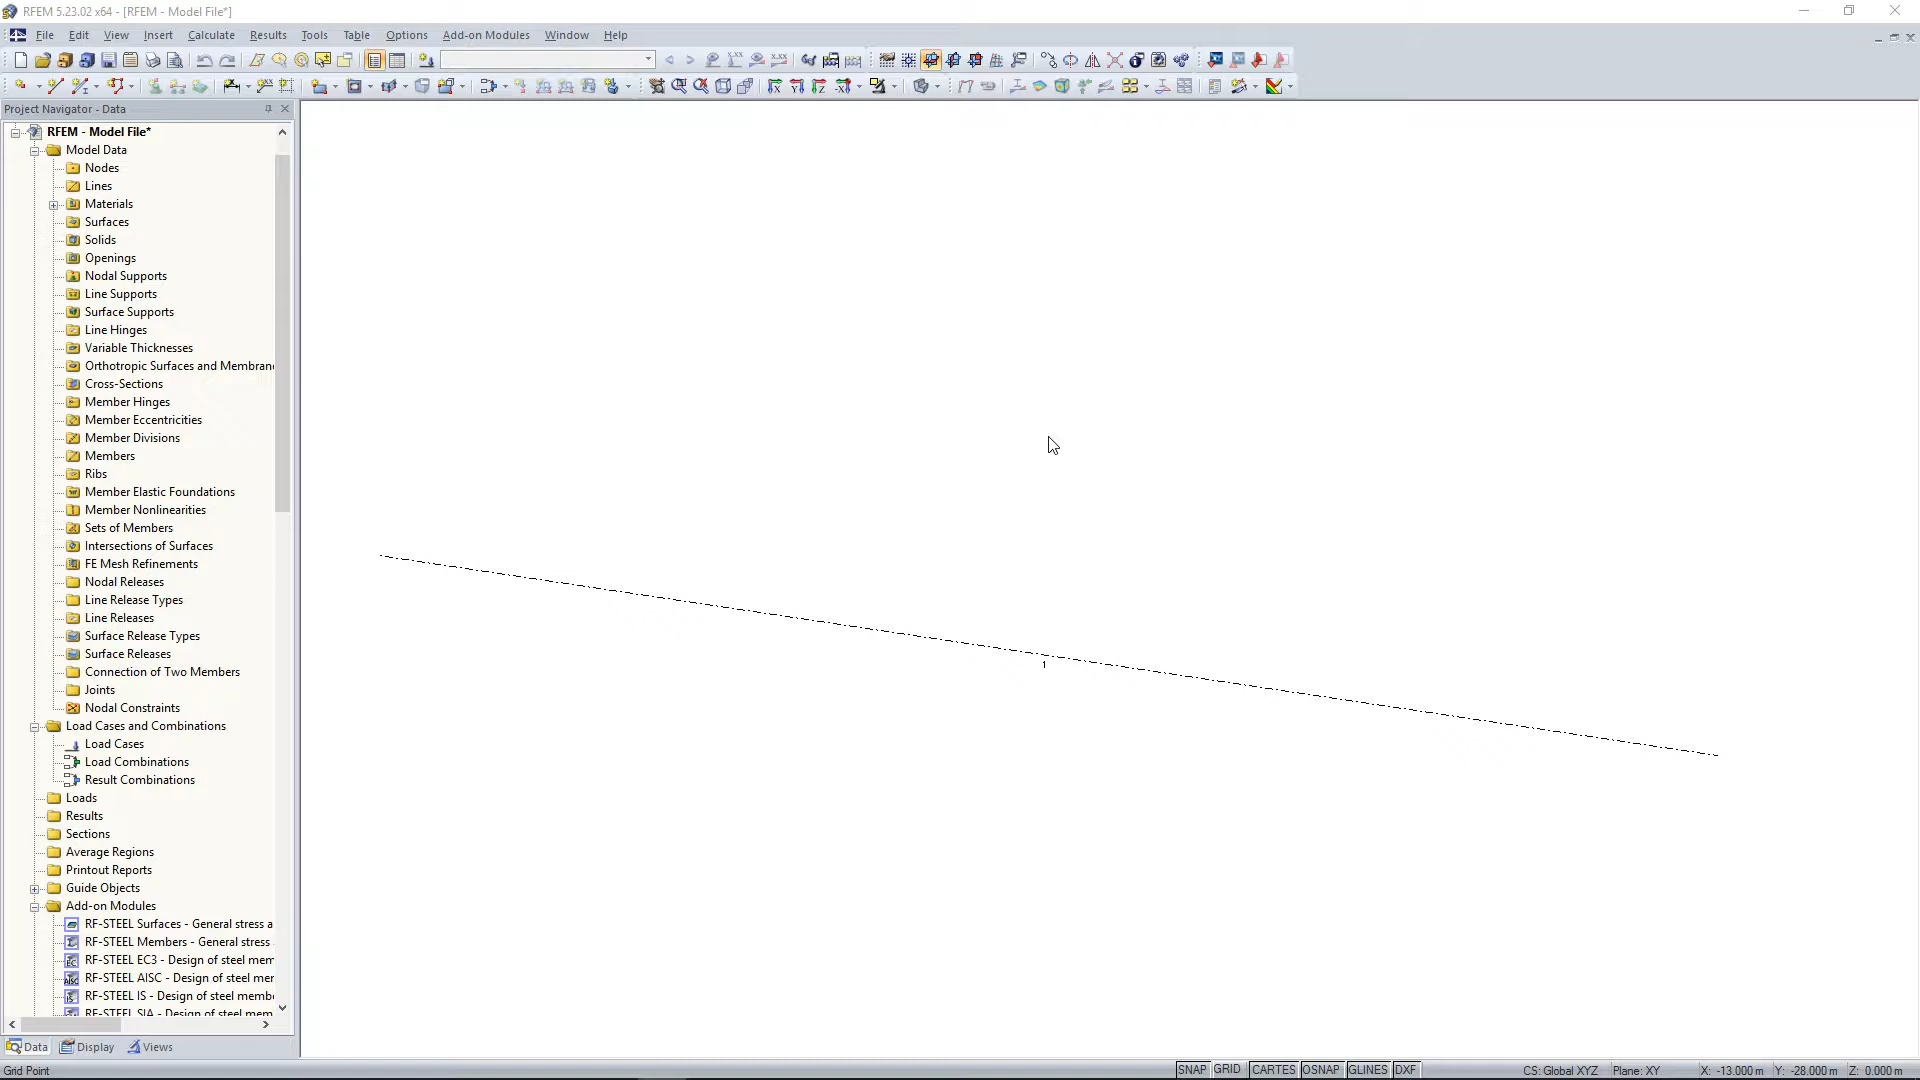 RFEM 5.23.02 x64 - [RFEM - Model File*]
File Edit View Insert Calculate Results Tools Table Options Add-on Modules Window Help
Project Navigator - Data
RFEM - Model File*
Model Data
Nodes
Lines
Materials
Surfaces
Solids
Openings
Nodal Supports
Line Supports
Surface Supports
Line Hinges
Variable Thicknesses
Orthotropic Surfaces and Membran
Cross-Sections
Member Hinges
Member Eccentricities
Member Divisions
Members
Ribs
Member Elastic Foundations
Member Nonlinearities
Sets of Members
Intersections of Surfaces
FE Mesh Refinements
Nodal Releases
Line Release Types
Line Releases
Surface Release Types
Surface Releases
Connection of Two Members
Joints
Nodal Constraints
Load Cases and Combinations
Load Cases
Load Combinations
Result Combinations
Loads
Results
Sections
Average Regions
Printout Reports
Guide Objects
Add-on Modules
RF-STEEL Surfaces - General stress a
RF-STEEL Members - General stress
RF-STEEL EC3 - Design of steel mem
RF-STEEL AISC - Design of steel mer
RF-STEEL IS - Design of steel membe
RF-STEEL SIA - Design of steel mem
1
Data Display Views
Grid Point
SNAP GRID CARTES OSNAP GLINES DXF
CS: Global XYZ Plane: XY X: -13.000 m Y: -28.000 m Z: 0.000 m